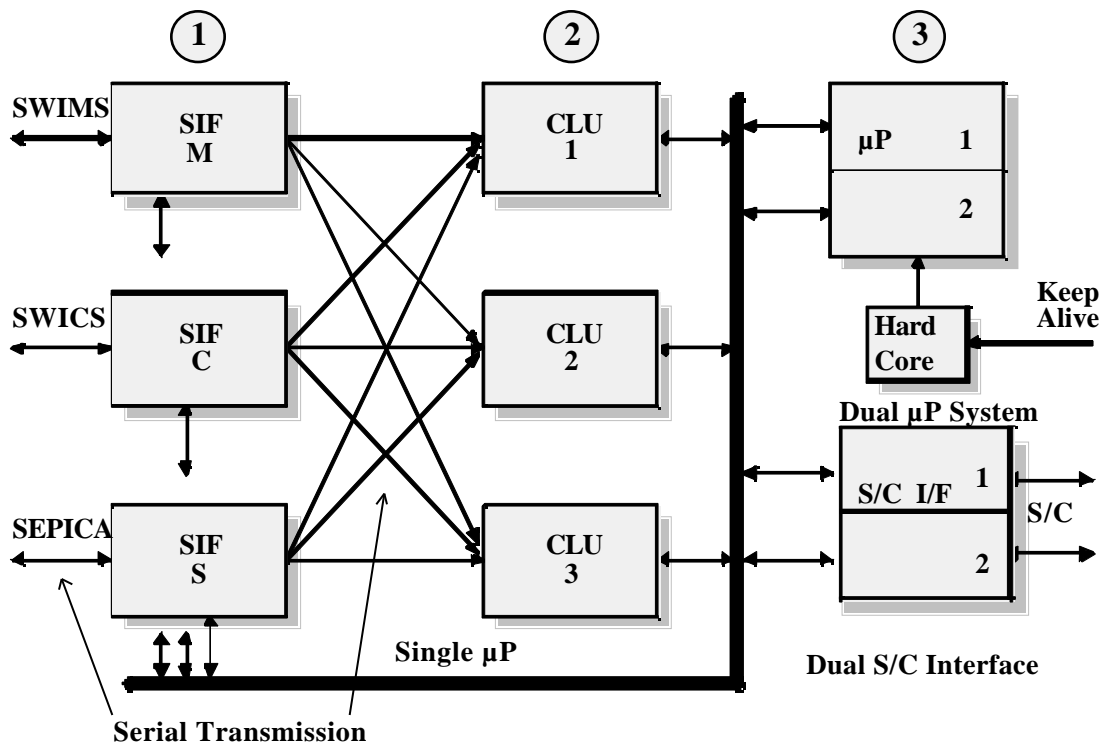 1
2
3
SWIMS
SIF
M
CLU
1
µP 1
2
SWICS
SIF
C
CLU
2
Hard
Core
Keep
Alive
Dual µP System
SEPICA
SIF
S
CLU
3
S/C I/F 1
2
S/C
Single µP
Dual S/C Interface
Serial Transmission